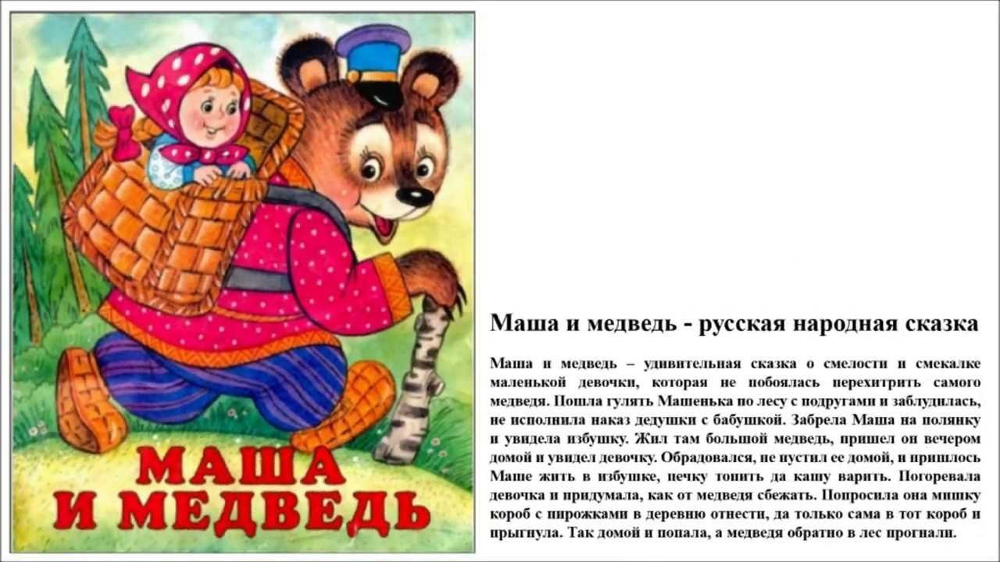 МАША
И МЕДВЕДЬ
Маша и медведь - русская народная сказка
Маша и медведь – удивительная сказка о смелости и смекалке
маленькой девочки, которая не побоялась перехитрить самого
медведя. Пошла гулять Машенька по лесу с подругами и заблудилась,
не исполнила наказ дедушки с бабушкой. Забрела Маша на полянку
и увидела избушку. Жил там большой медведь, пришел он вечером
домой и увидел девочку. Обрадовался, не пустил ее домой, и пришлось
Маше жить в избушке, печку топить да кашу варить. Погоревала
девочка и придумала, как от медведя сбежать. Попросила она мишку
короб с пирожками в деревню отнести, да только сама в тот короб и
прыгнула. Так домой и попала, а медведя обратно в лес прогнали.